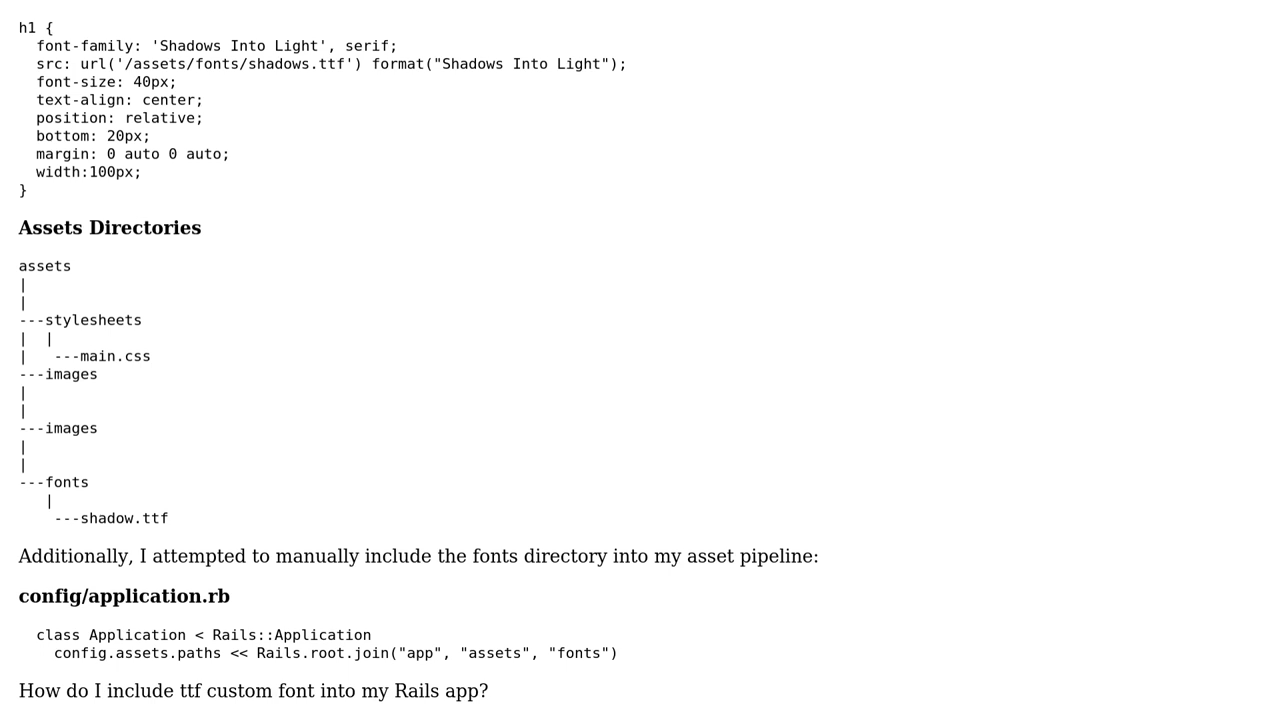 h1 {
  font-family: 'Shadows Into Light', serif;
  src: url('/assets/fonts/shadows.ttf') format("Shadows Into Light");
  font-size: 40px;
  text-align: center;
  position: relative;
  bottom: 20px;
  margin: 0 auto 0 auto;
  width:100px;
}
Assets Directories
assets
|
|
---stylesheets
|  |
|   ---main.css
---images
|
|
---images
|
|
---fonts
   |
    ---shadow.ttf
Additionally, I attempted to manually include the fonts directory into my asset pipeline:
config/application.rb
  class Application < Rails::Application
    config.assets.paths << Rails.root.join("app", "assets", "fonts")
How do I include ttf custom font into my Rails app?